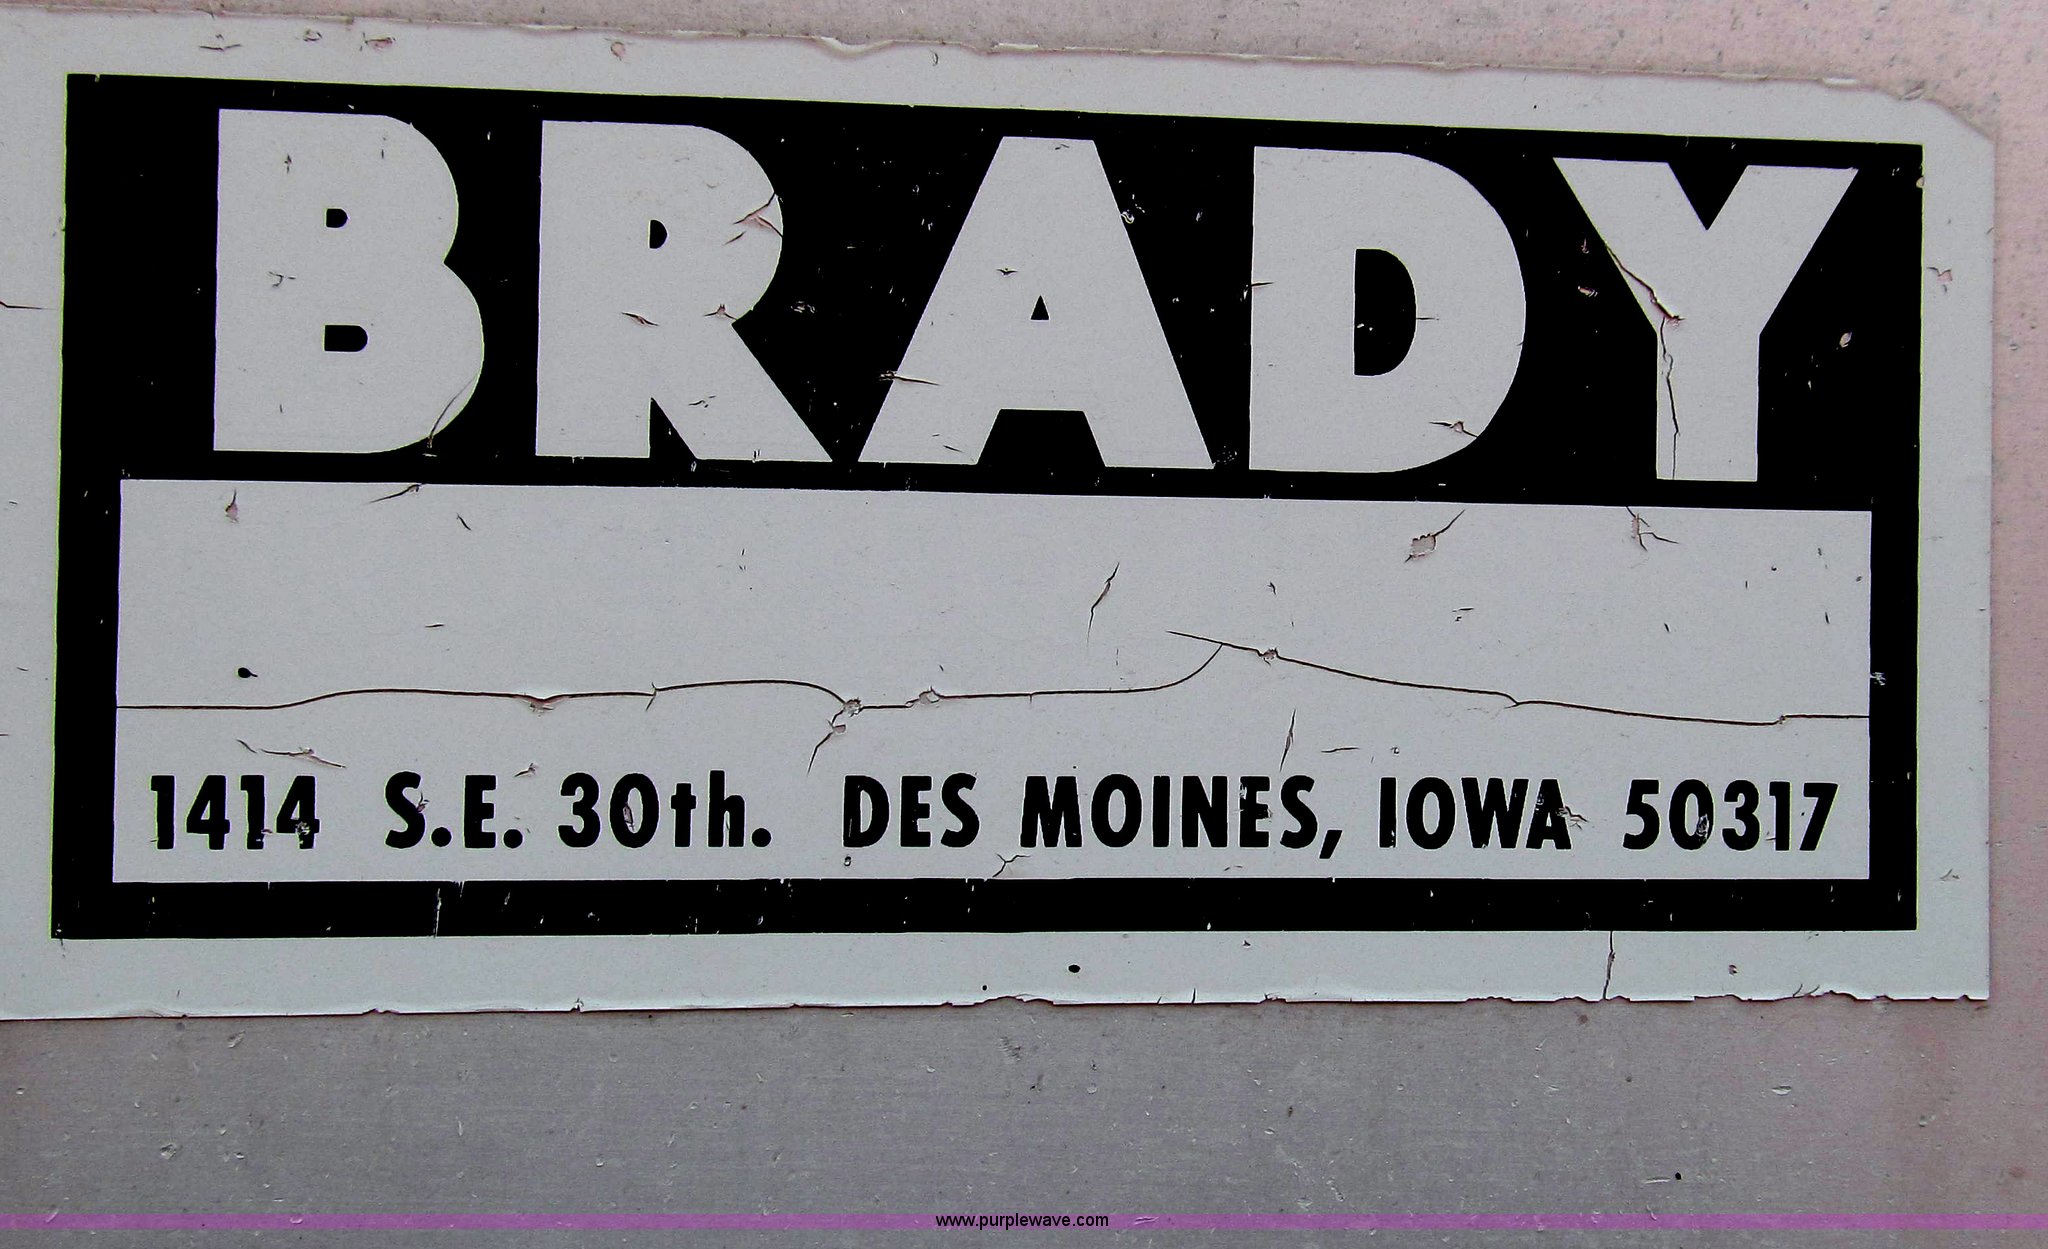 BRADY
1414 S.E. 30th. DES MOINES, IOWA 50317
www.purplewave.com